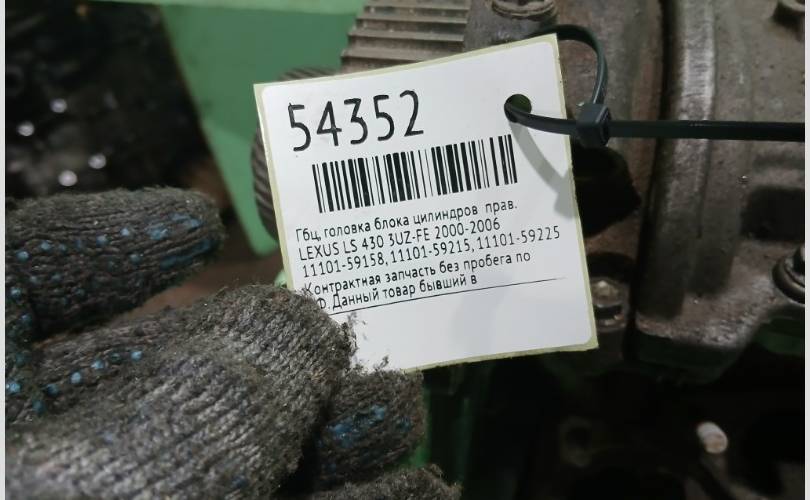 54352
Гбц, головка блока цилиндров прав.
LEXUS LS 430 3UZ-FE 2000-2006
11101-59158, 11101-59215, 11101-59225
Контрактная запчасть без пробега по
Ф. Данный товар бывший в